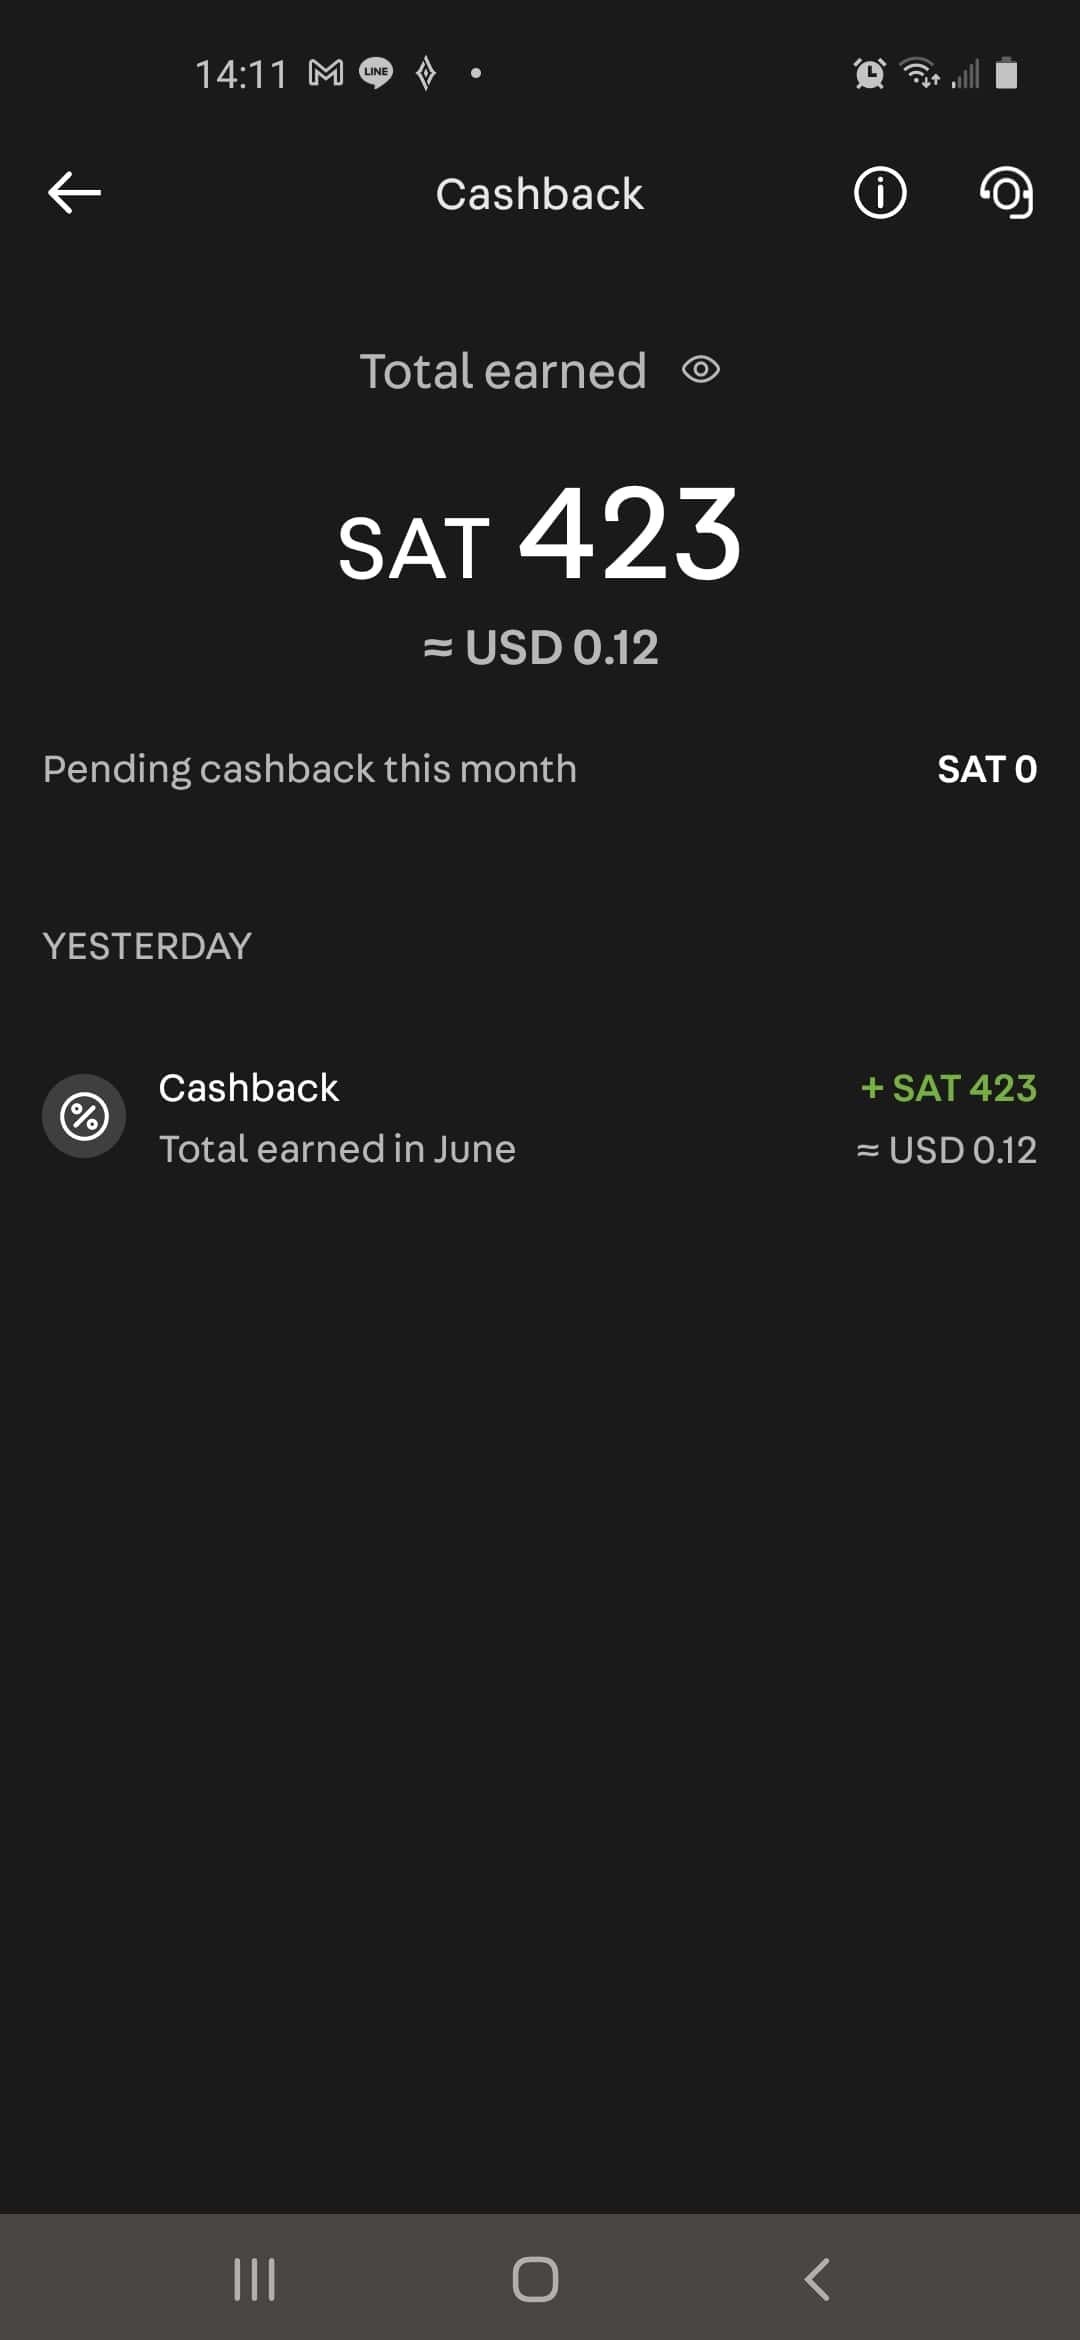 14:11 LINE
Cashback
Total earned
SAT 423
≈ USD 0.12
Pending cashback this month SAT 0
YESTERDAY
Cashback + SAT 423
Total earned in June ≈ USD 0.12